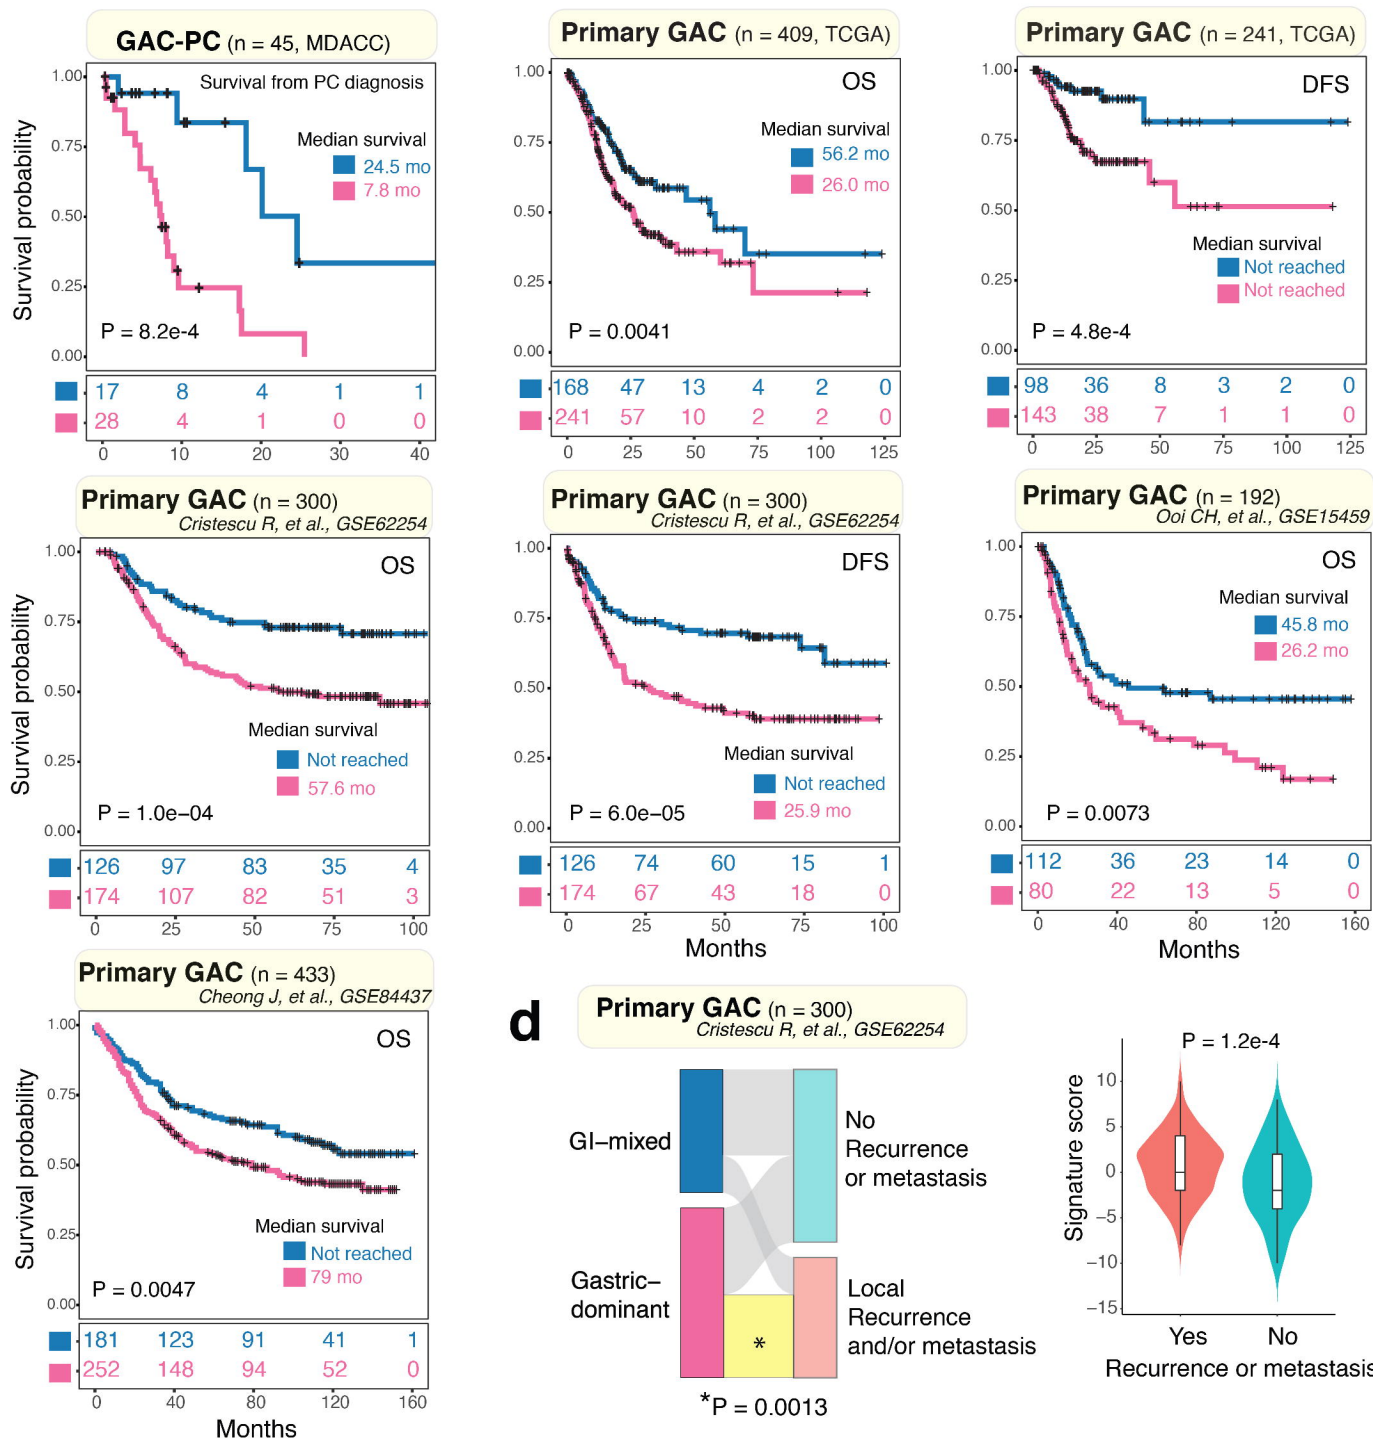 GAC-PC (n = 45, MDACC)
Survival from PC diagnosis
Median survival
24.5 mo
7.8 mo
P = 8.2e-4
Survival probability
1.00
0.75
0.50
0.25
0.00
17 8 4 1 1
28 4 1 0 0
0 10 20 30 40
Primary GAC (n = 409, TCGA)
OS
Median survival
56.2 mo
26.0 mo
P = 0.0041
1.00
0.75
0.50
0.25
0.00
168 47 13 4 2 0
241 57 10 2 2 0
0 25 50 75 100 125
Primary GAC (n = 241, TCGA)
DFS
Median survival
Not reached
Not reached
P = 4.8e-4
1.00
0.75
0.50
0.25
0.00
98 36 8 3 2 0
143 38 7 1 1 0
0 25 50 75 100 125
Primary GAC (n = 300)
Cristescu R, et al., GSE62254
OS
Median survival
Not reached
57.6 mo
P = 1.0e−04
Survival probability
1.00
0.75
0.50
0.25
0.00
126 97 83 35 4
174 107 82 51 3
0 25 50 75 100
Primary GAC (n = 300)
Cristescu R, et al., GSE62254
DFS
Median survival
Not reached
25.9 mo
P = 6.0e−05
1.00
0.75
0.50
0.25
0.00
126 74 60 15 1
174 67 43 18 0
0 25 50 75 100
Months
Primary GAC (n = 192)
Ooi CH, et al., GSE15459
OS
Median survival
45.8 mo
26.2 mo
P = 0.0073
1.00
0.75
0.50
0.25
0.00
112 36 23 14 0
80 22 13 5 0
0 40 80 120 160
Months
Primary GAC (n = 433)
Cheong J, et al., GSE84437
OS
Median survival
Not reached
79 mo
P = 0.0047
Survival probability
1.00
0.75
0.50
0.25
0.00
181 123 91 41 1
252 148 94 52 0
0 40 80 120 160
Months
d
Primary GAC (n = 300)
Cristescu R, et al., GSE62254
GI−mixed
Gastric−
dominant
No
Recurrence
or metastasis
Local
Recurrence
and/or metastasis
*
*P = 0.0013
P = 1.2e-4
Signature score
10
5
0
−5
−10
−15
Yes No
Recurrence or metastasis